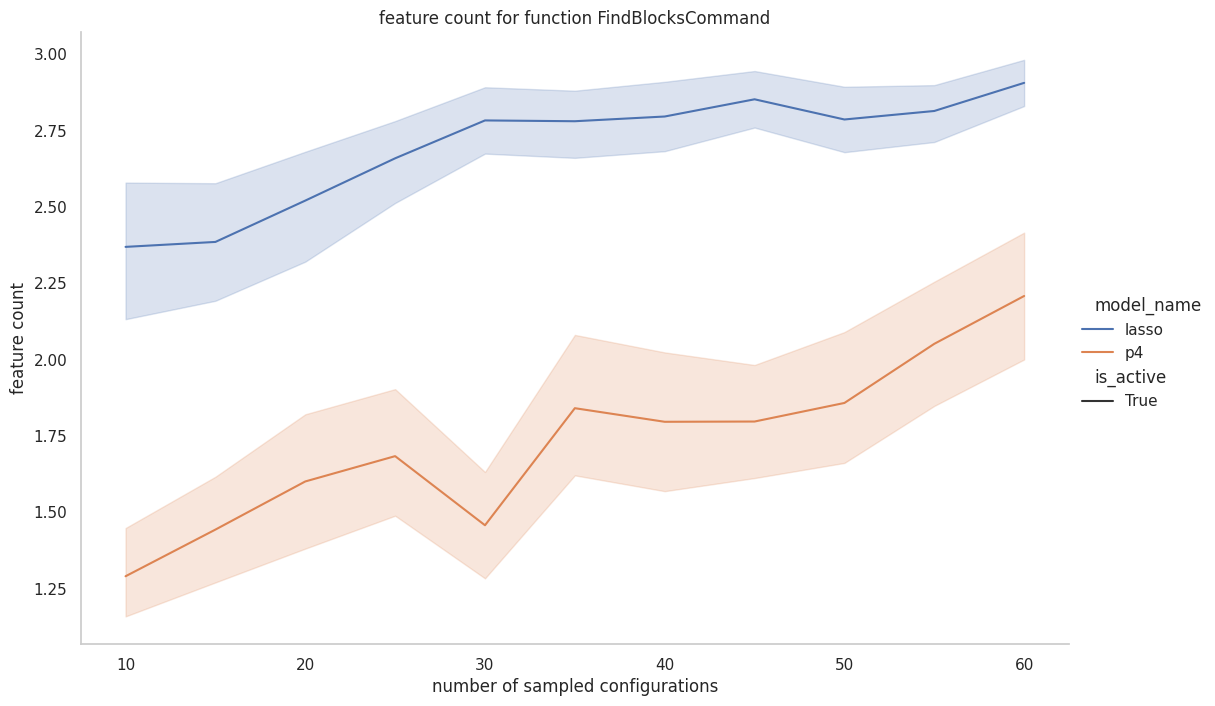 feature count for function FindBlocksCommand
3.00
2.75
2.50
2.25
2.00
1.75
1.50
1.25
feature count
10 20 30 40 50 60
number of sampled configurations
model_name
lasso
p4
is_active
True